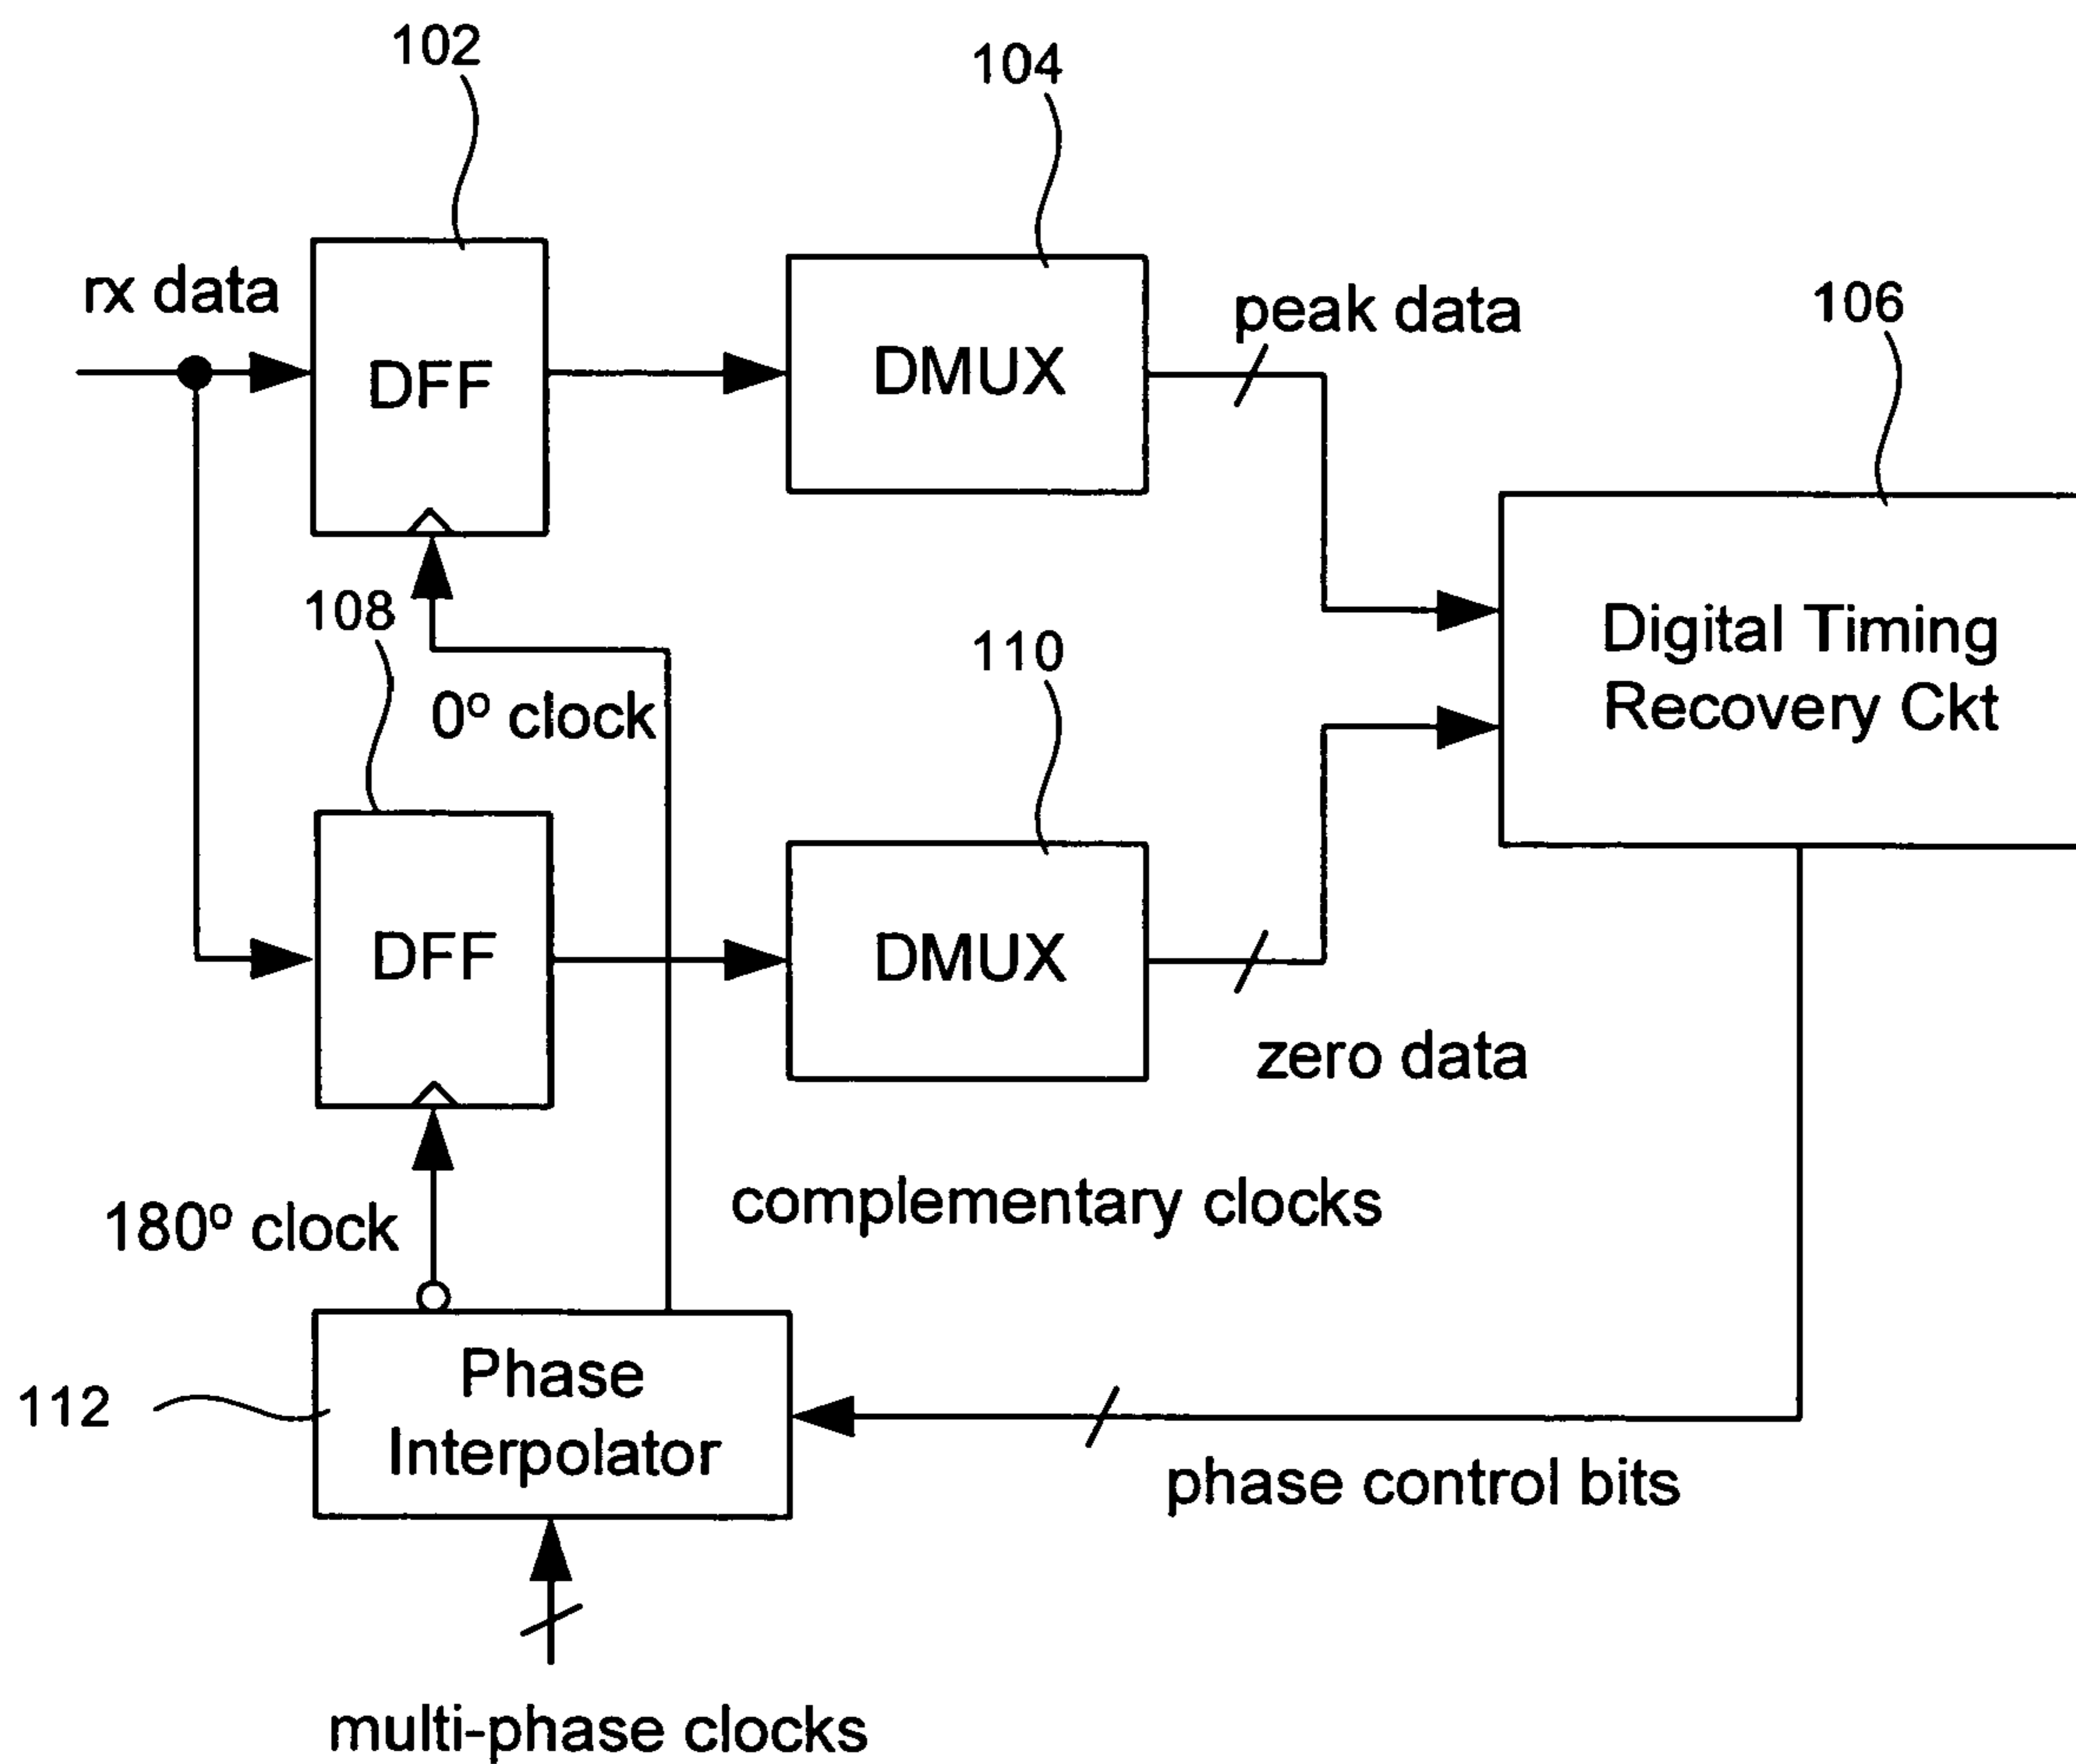 102
104
rx data
peak data
106
DFF
DMUX
108
110
Digital Timing
Recovery Ckt
0º clock
DFF
DMUX
zero data
180º clock
complementary clocks
112
Phase
Interpolator
phase control bits
multi-phase clocks